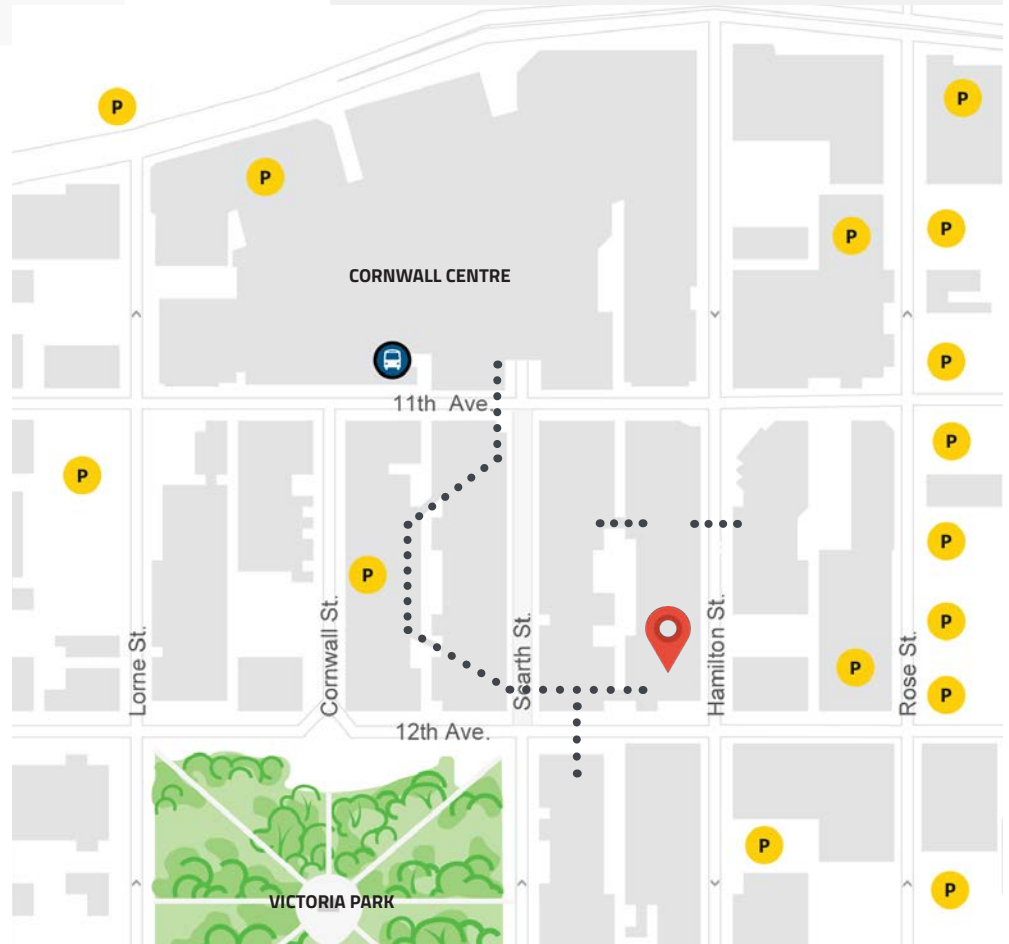 P
P
P
P
P
P
CORNWALL CENTRE
P
11th Ave.
P
P
P
P
Lorne St.
Cornwall St.
Scarth St.
Hamilton St.
Rose St.
P
P
P
12th Ave.
P
P
VICTORIA PARK